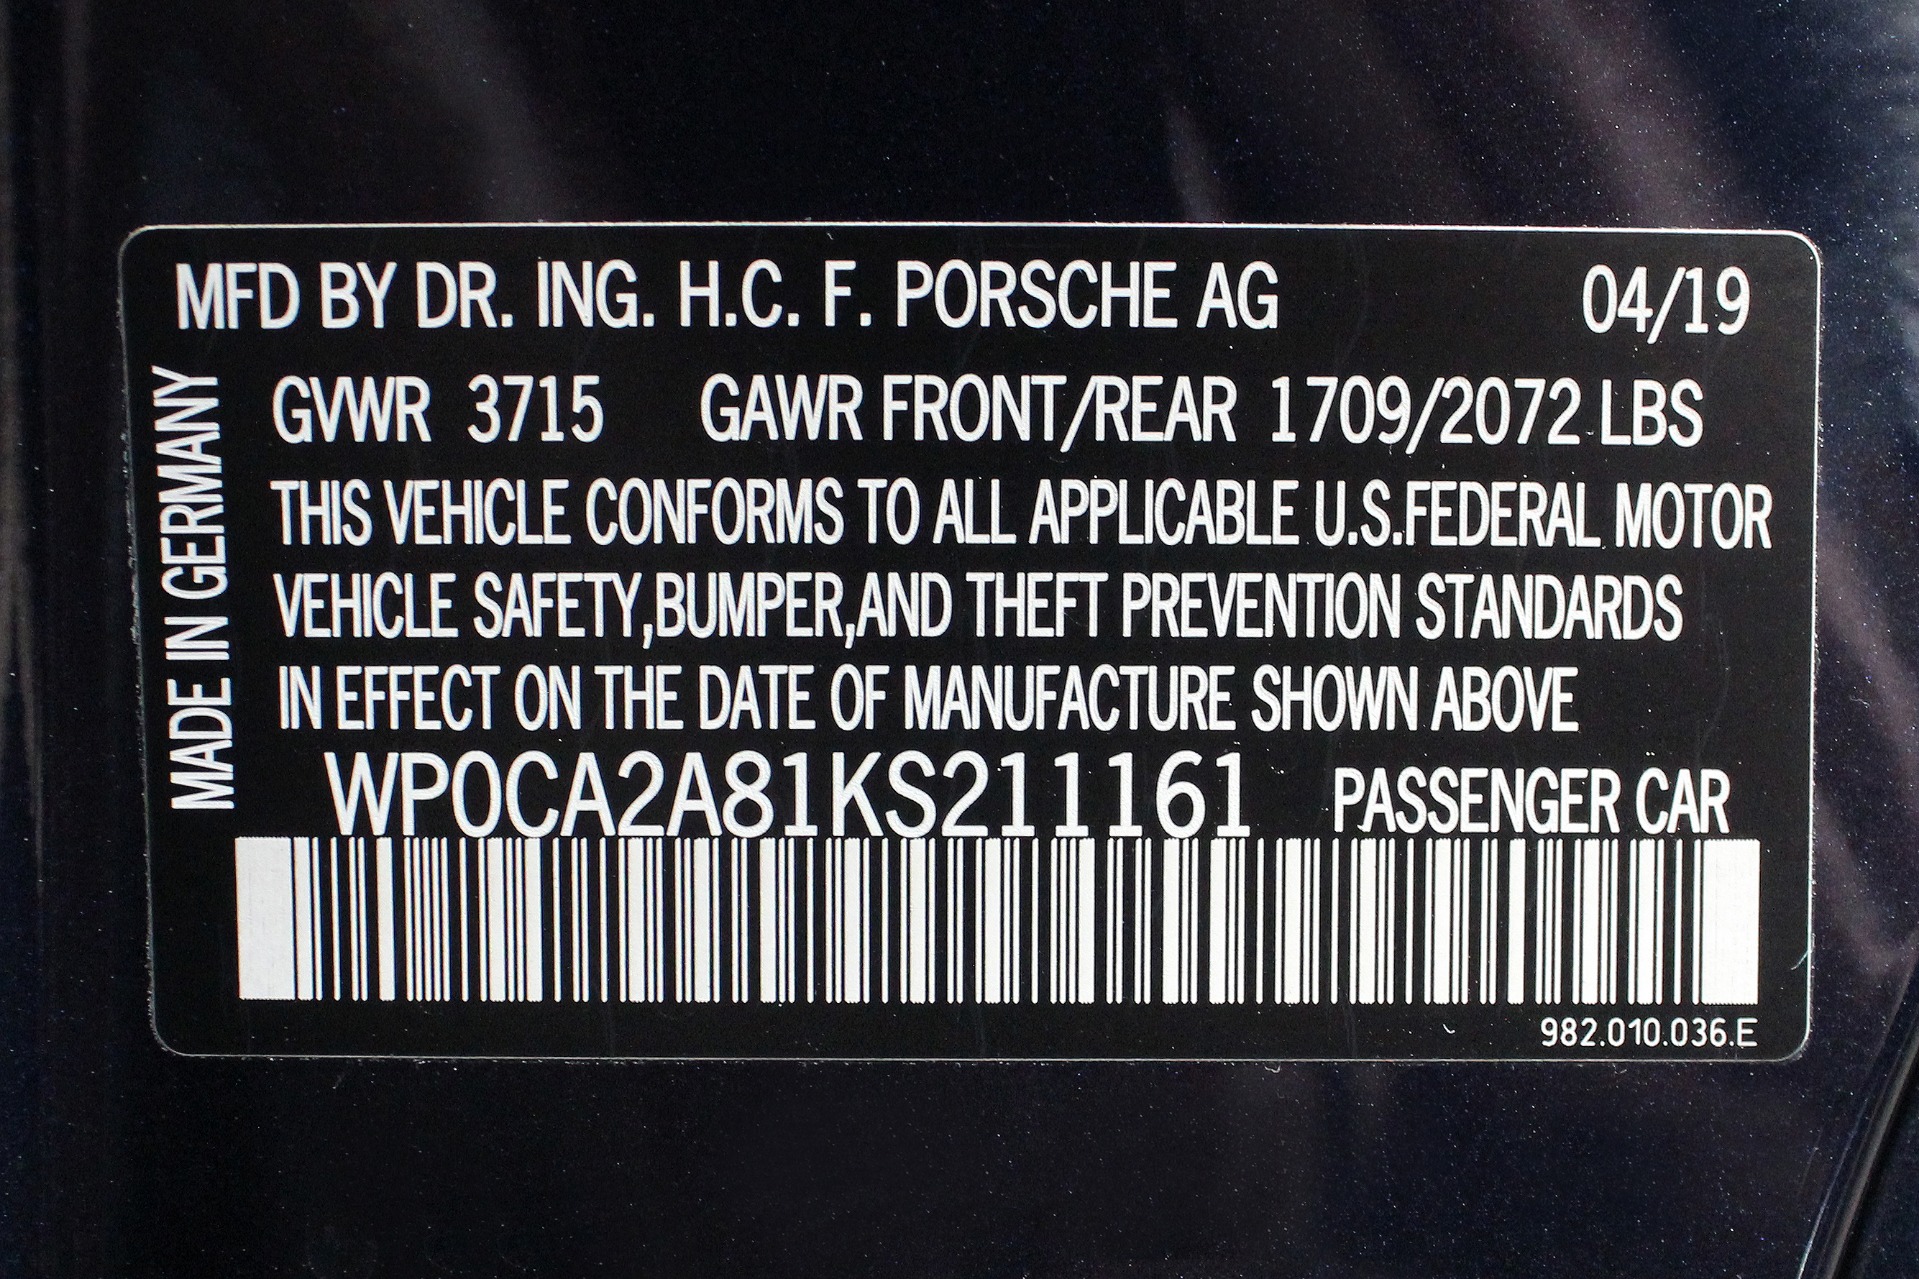 MFD BY DR. ING. H.C. F. PORSCHE AG 04/19
MADE IN GERMANY
GVWR 3715 GAWR FRONT/REAR 1709/2072 LBS
THIS VEHICLE CONFORMS TO ALL APPLICABLE U.S.FEDERAL MOTOR
VEHICLE SAFETY,BUMPER,AND THEFT PREVENTION STANDARDS
IN EFFECT ON THE DATE OF MANUFACTURE SHOWN ABOVE
WP0CA2A81KS211161 PASSENGER CAR
982.010.036.E